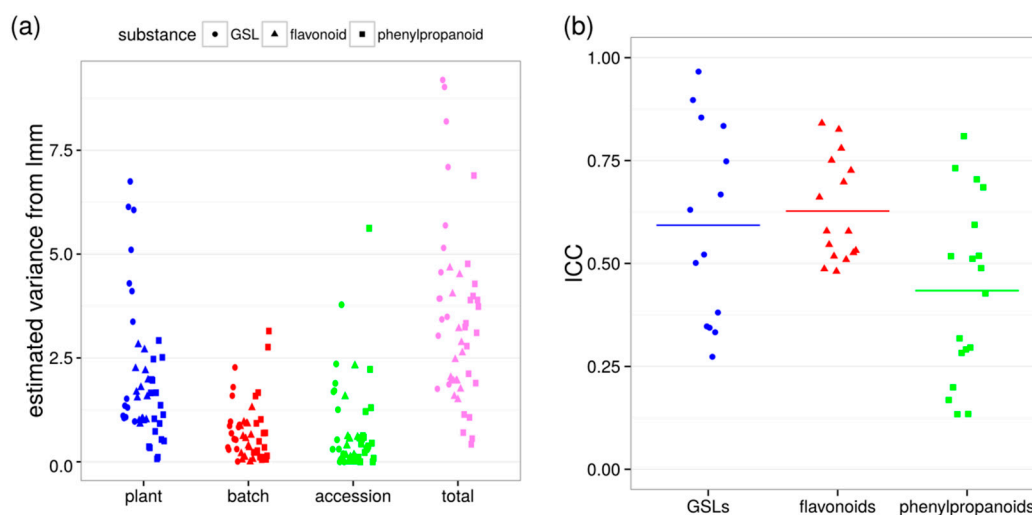 (a)
substance GSL flavonoid phenylpropanoid
estimated variance from lmm
7.5
5.0
2.5
0.0
plant batch accession total
(b)
ICC
1.00
0.75
0.50
0.25
0.00
GSLs flavonoids phenylpropanoids